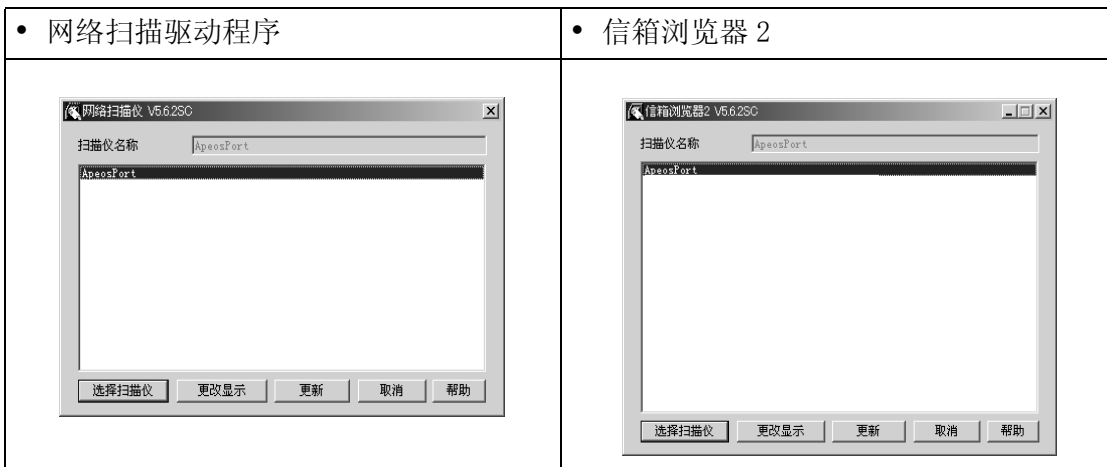 • 网络扫描驱动程序
• 信箱浏览器 2
网络扫描仪 V5.6.2SC
扫描仪名称 ApeosPort
ApeosPort
选择扫描仪 更改显示 更新 取消 帮助
信箱浏览器2 V5.6.2SC
扫描仪名称 ApeosPort
ApeosPort
选择扫描仪 更改显示 更新 取消 帮助